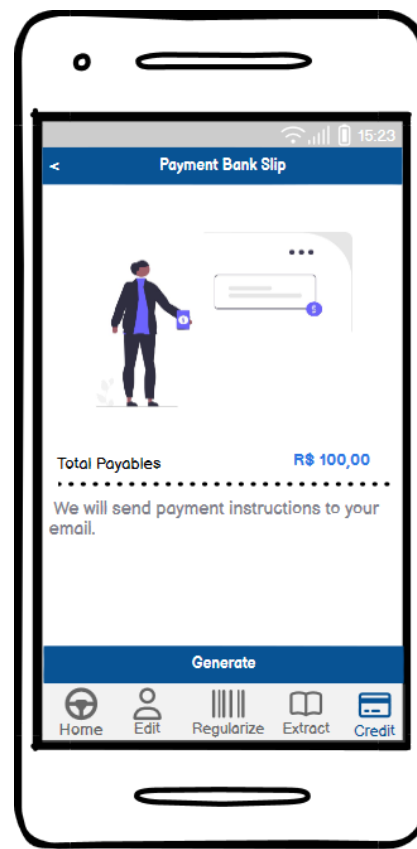 15:23
< Payment Bank Slip
$
$
Total Payables R$ 100,00
We will send payment instructions to your
email.
Generate
Home Edit Regularize Extract Credit